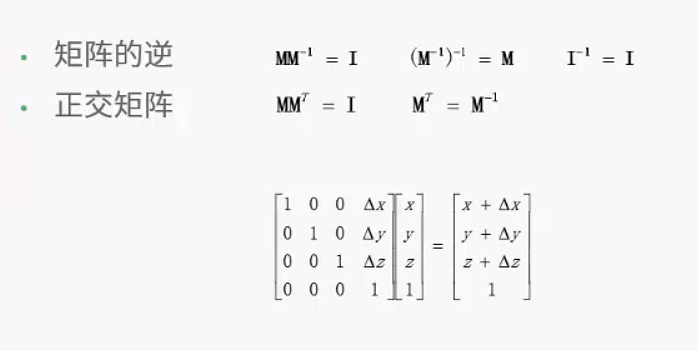 • 矩阵的逆 MM⁻¹ = I (M⁻¹)⁻¹ = M I⁻¹ = I
• 正交矩阵 MMᵀ = I Mᵀ = M⁻¹
1 0 0 Δx x x + Δx
0 1 0 Δy y = y + Δy
0 0 1 Δz z z + Δz
0 0 0 1 1 1